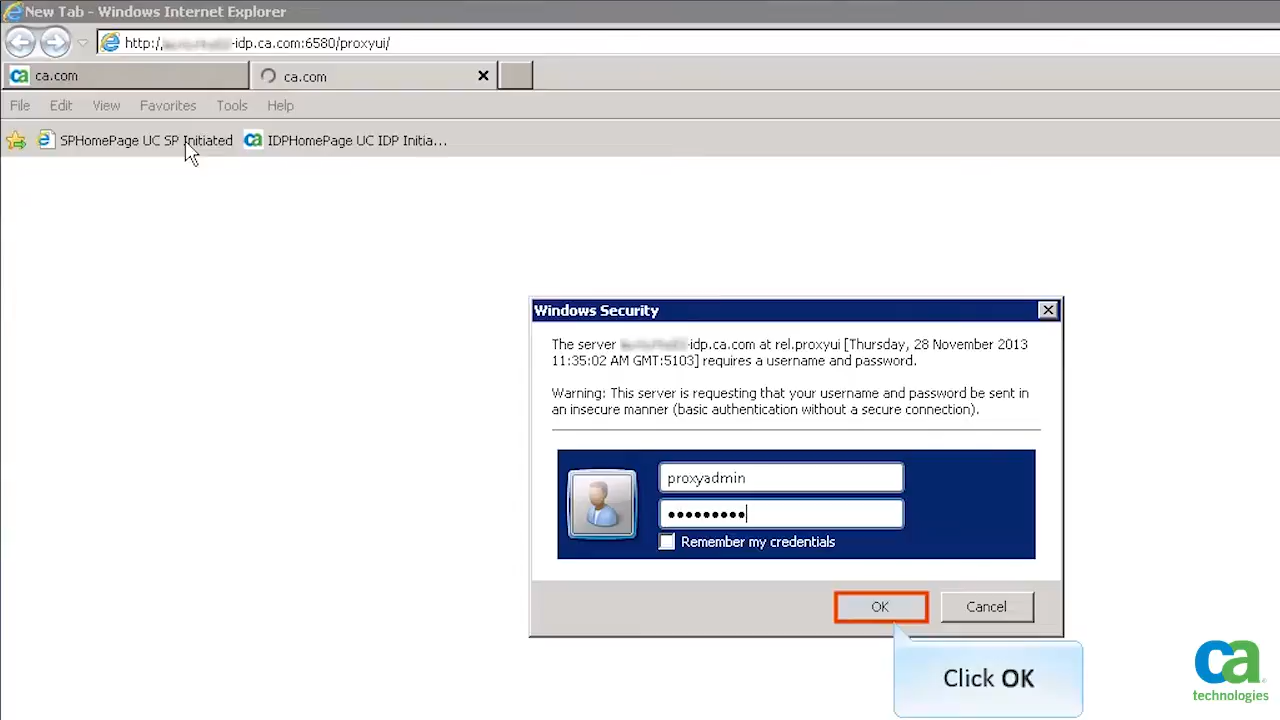 New Tab - Windows Internet Explorer
http:/ -idp.ca.com:6580/proxyui/
ca.com
ca.com
File Edit View Favorites Tools Help
SPHomePage UC SP Initiated IDPHomePage UC IDP Initia...
Windows Security
The server -idp.ca.com at rel.proxyui [Thursday, 28 November 2013
11:35:02 AM GMT:5103] requires a username and password.
Warning: This server is requesting that your username and password be sent in
an insecure manner (basic authentication without a secure connection).
proxyadmin
●●●●●●●●●
Remember my credentials
OK Cancel
Click OK
ca
technologies